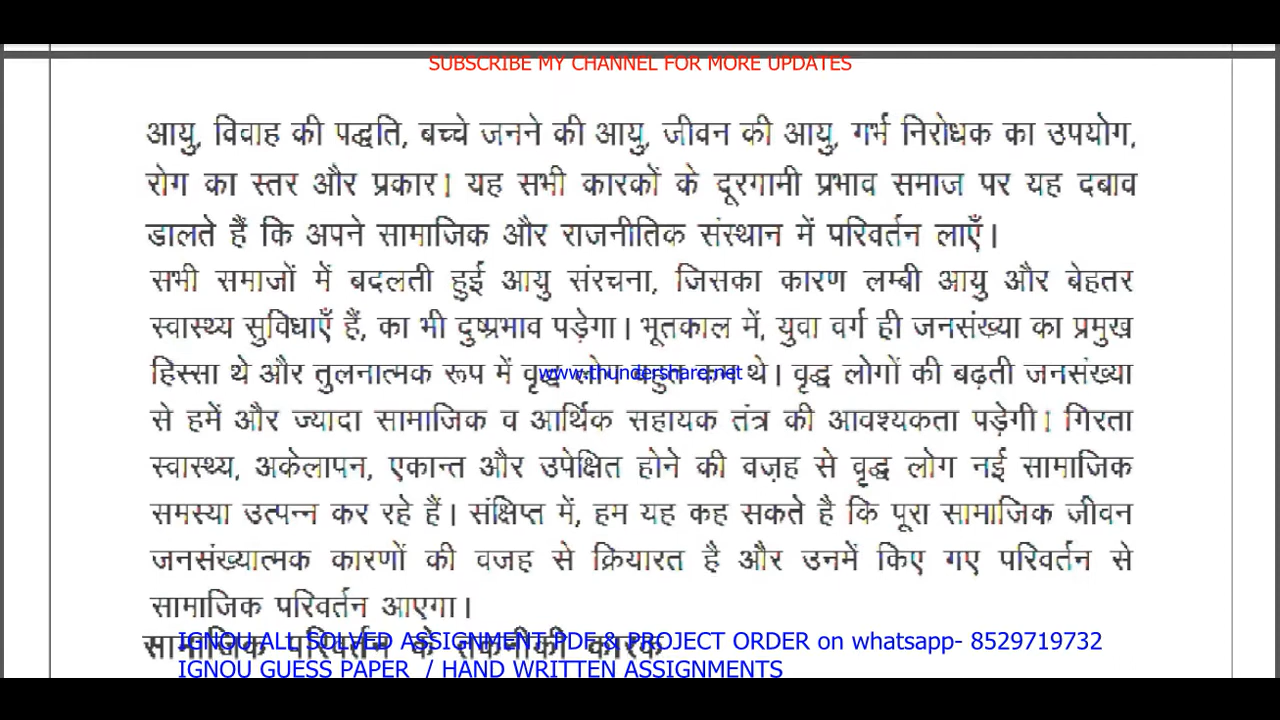 SUBSCRIBE MY CHANNEL FOR MORE UPDATES
आयु, विवाह की पद्धति, बच्चे जनने की आयु, जीवन की आयु, गर्भ निरोधक का उपयोग,
रोग का स्तर और प्रकार। यह सभी कारकों के दूरगामी प्रभाव समाज पर यह दबाव
डालते हैं कि अपने सामाजिक और राजनीतिक संस्थान में परिवर्तन लाएँ।
सभी समाजों में बदलती हुई आयु संरचना, जिसका कारण लम्बी आयु और बेहतर
स्वास्थ्य सुविधाएँ हैं, का भी दुष्प्रभाव पड़ेगा। भूतकाल में, युवा वर्ग ही जनसंख्या का प्रमुख
हिस्सा थे और तुलनात्मक रूप में वृद्ध थे। वृद्ध लोगों की बढ़ती जनसंख्या
www.thundershare.net
से हमें और ज्यादा सामाजिक व आर्थिक सहायक तंत्र की आवश्यकता पड़ेगी। गिरता
स्वास्थ्य, अकेलापन, एकान्त और उपेक्षित होने की वज़ह से वृद्ध लोग नई सामाजिक
समस्या उत्पन्न कर रहे हैं। संक्षिप्त में, हम यह कह सकते है कि पूरा सामाजिक जीवन
जनसंख्यात्मक कारणों की वजह से क्रियारत है और उनमें किए गए परिवर्तन से
सामाजिक परिवर्तन आएगा।
सामाजिक परिवर्तन के तकनीकी कारक
IGNOU ALL SOLVED ASSIGNMENT PDF & PROJECT ORDER on whatsapp- 8529719732
IGNOU GUESS PAPER / HAND WRITTEN ASSIGNMENTS